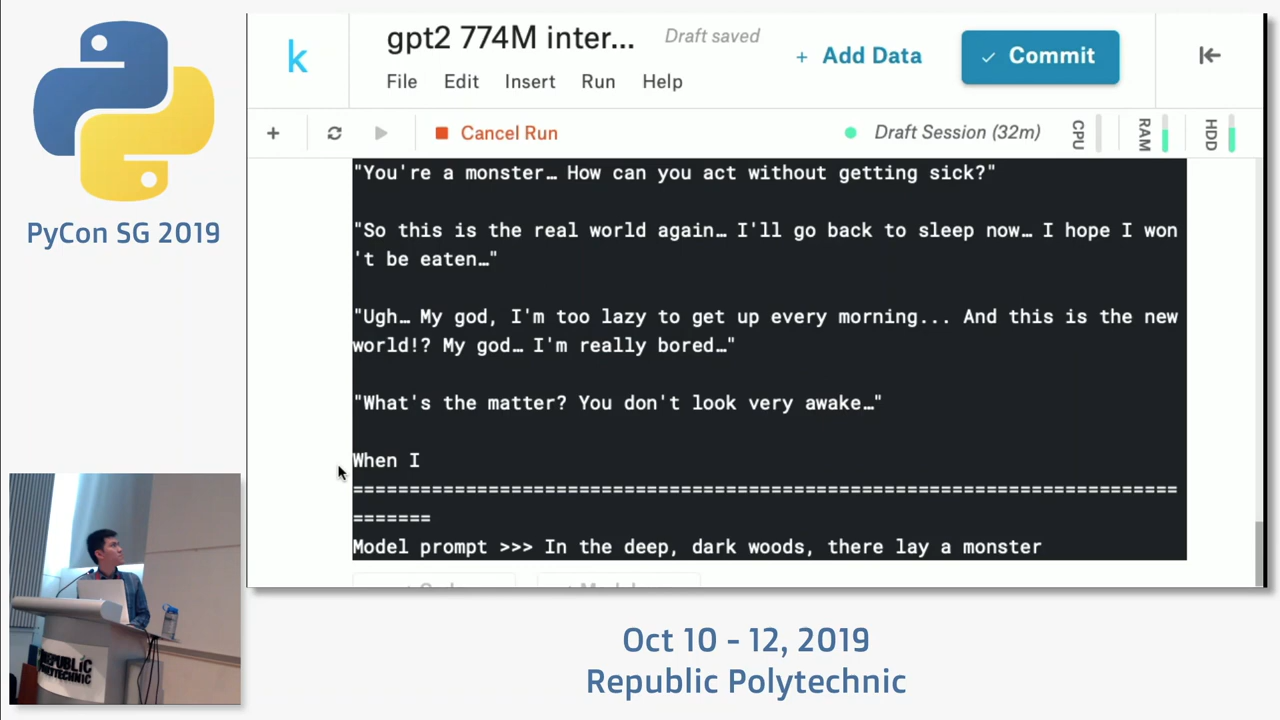 PyCon SG 2019
k
gpt2 774M inter...
Draft saved
+ Add Data
Commit
File Edit Insert Run Help
Cancel Run
Draft Session (32m)
CPU
RAM
HDD
"You're a monster… How can you act without getting sick?"
"So this is the real world again… I'll go back to sleep now… I hope I won
't be eaten…"
"Ugh… My god, I'm too lazy to get up every morning... And this is the new
world!? My god… I'm really bored…"
"What's the matter? You don't look very awake…"
When I
=========================================================================
=======
Model prompt >>> In the deep, dark woods, there lay a monster
REPUBLIC
POLYTECHNIC
Oct 10 - 12, 2019
Republic Polytechnic